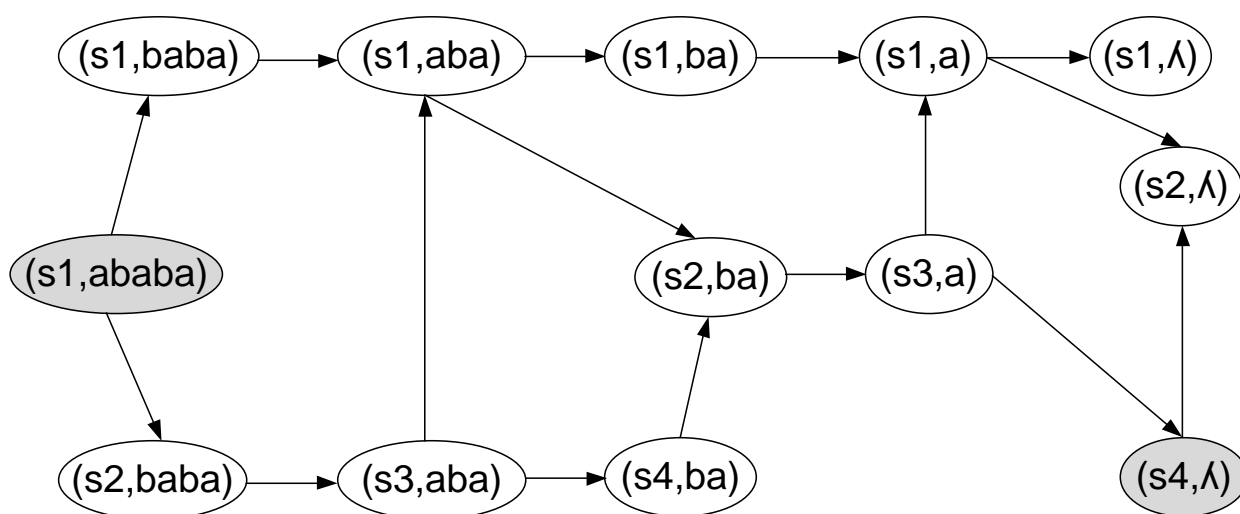 (s1,baba)
(s1,aba)
(s1,ba)
(s1,a)
(s1,ʎ)
(s2,ʎ)
(s1,ababa)
(s2,ba)
(s3,a)
(s2,baba)
(s3,aba)
(s4,ba)
(s4,ʎ)